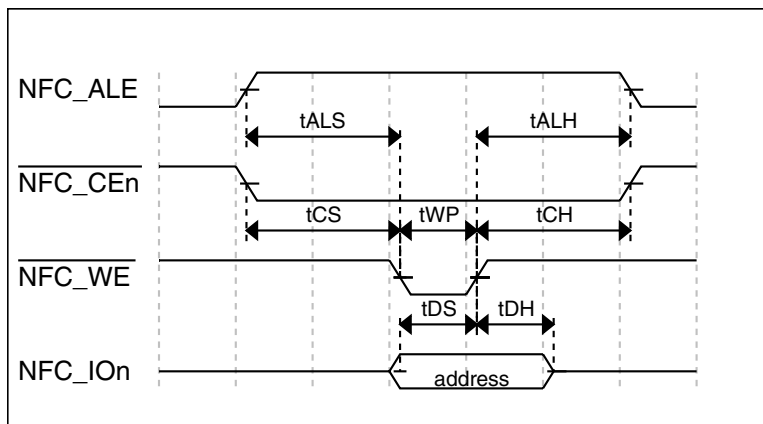 NFC_ALE
tALS tALH
NFC_CEn
tCS tWP tCH
NFC_WE
tDS tDH
NFC_IOn
address